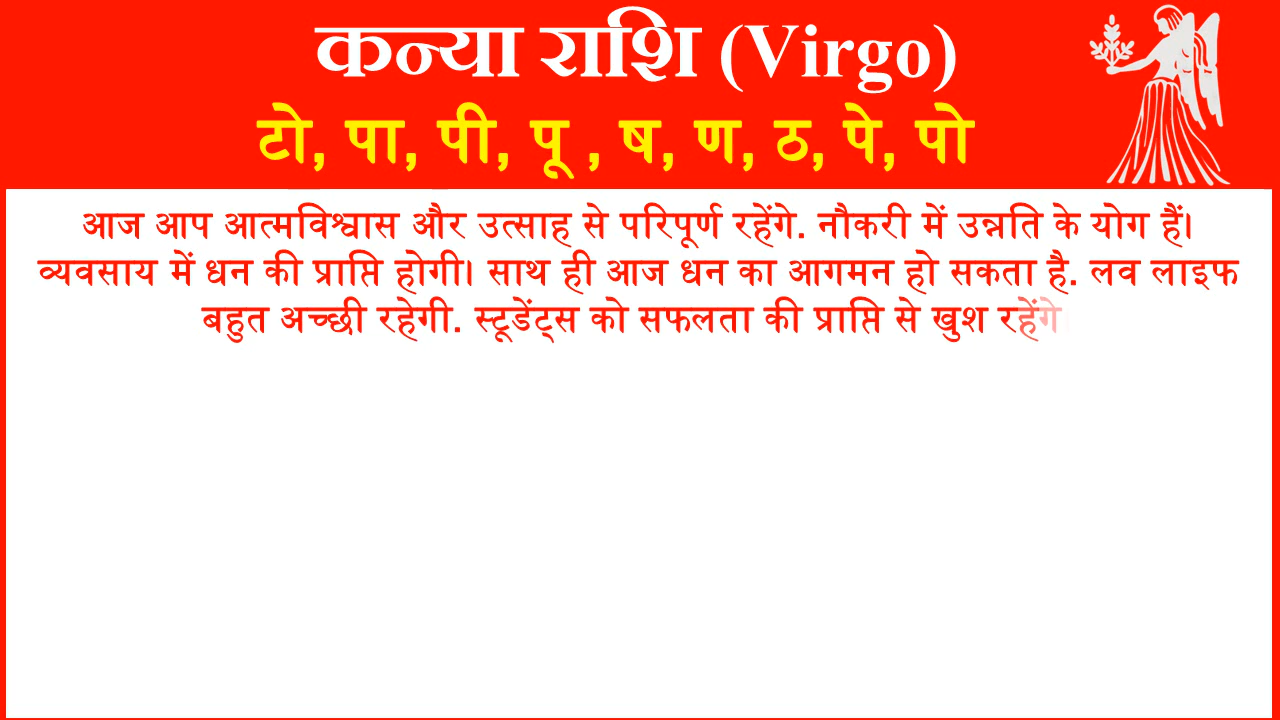 कन्या राशि (Virgo)
टो, पा, पी, पू , ष, ण, ठ, पे, पो
आज आप आत्मविश्वास और उत्साह से परिपूर्ण रहेंगे. नौकरी में उन्नति के योग हैं।
व्यवसाय में धन की प्राप्ति होगी। साथ ही आज धन का आगमन हो सकता है. लव लाइफ
बहुत अच्छी रहेगी. स्टूडेंट्स को सफलता की प्राप्ति से खुश रहेंगे